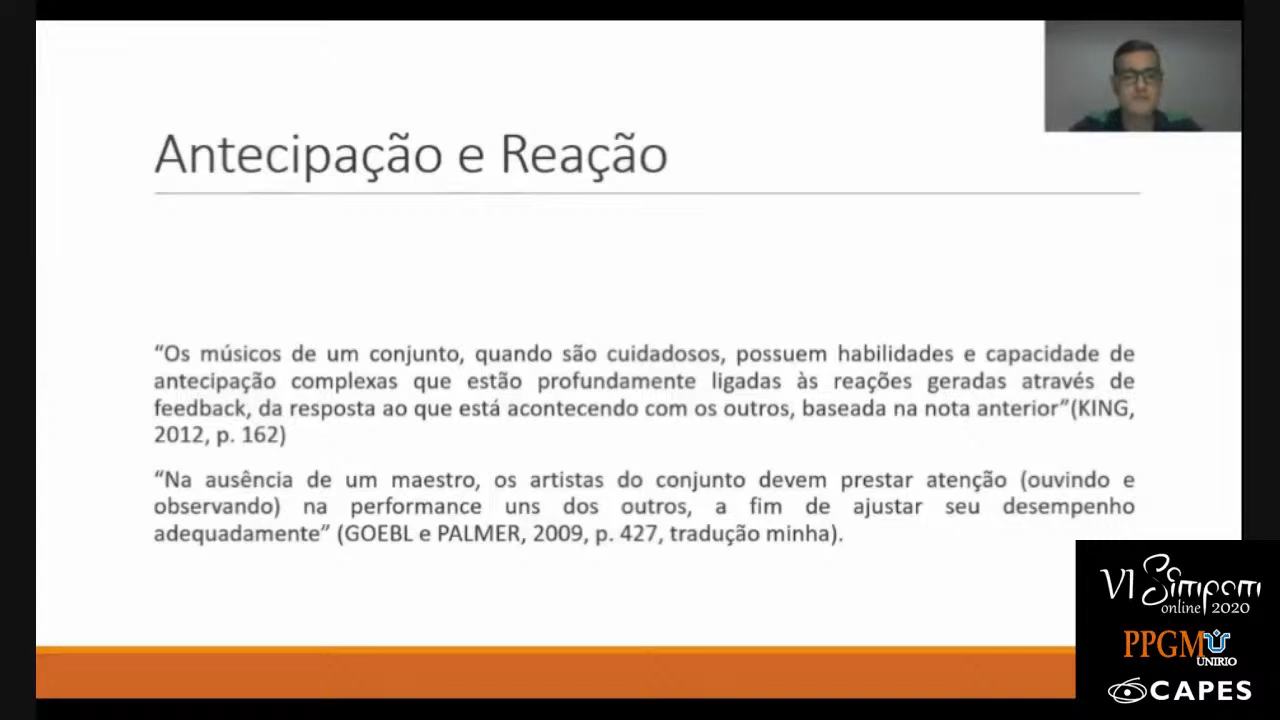 Antecipação e Reação
“Os músicos de um conjunto, quando são cuidadosos, possuem habilidades e capacidade de
antecipação complexas que estão profundamente ligadas às reações geradas através de
feedback, da resposta ao que está acontecendo com os outros, baseada na nota anterior”(KING,
2012, p. 162)
“Na ausência de um maestro, os artistas do conjunto devem prestar atenção (ouvindo e
observando) na performance uns dos outros, a fim de ajustar seu desempenho
adequadamente” (GOEBL e PALMER, 2009, p. 427, tradução minha).
VI Simpom
online 2020
PPGM
UNIRIO
CAPES